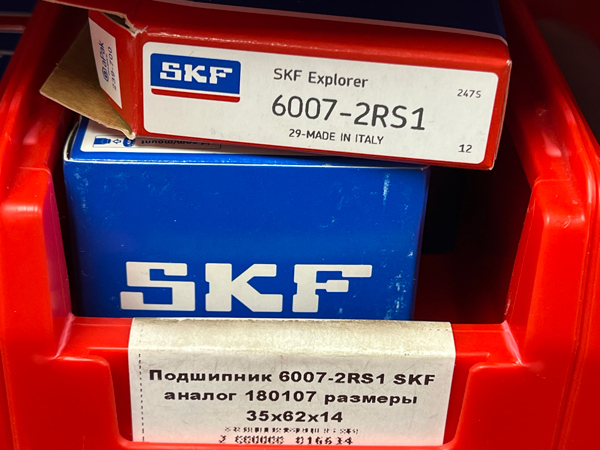 SKF
SKF Explorer
2475
6007-2RS1
29-MADE IN ITALY
12
SKF
Подшипник 6007-2RS1 SKF
аналог 180107 размеры
35x62x14